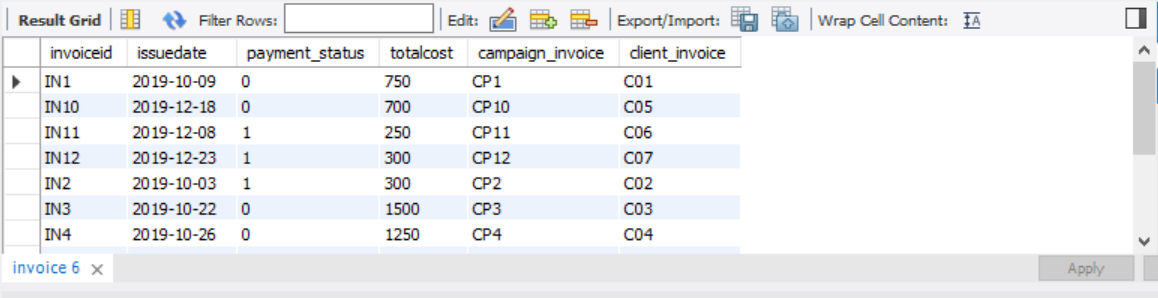 Result Grid Filter Rows: Edit: Export/Import: Wrap Cell Content: IA
invoiceid issuedate payment_status totalcost campaign_invoice client_invoice
IN1 2019-10-09 0 750 CP1 C01
IN10 2019-12-18 0 700 CP10 C05
IN11 2019-12-08 1 250 CP11 C06
IN12 2019-12-23 1 300 CP12 C07
IN2 2019-10-03 1 300 CP2 C02
IN3 2019-10-22 0 1500 CP3 C03
IN4 2019-10-26 0 1250 CP4 C04
invoice 6 Apply